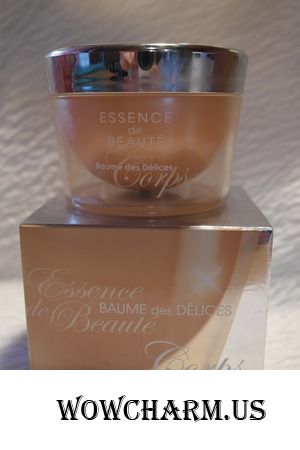 ESSENCE
de
BEAUTÉ
Baume des Délices
Corps
Essence
de Beauté
BAUME des DÉLICES
Corps
WOWCHARM.US